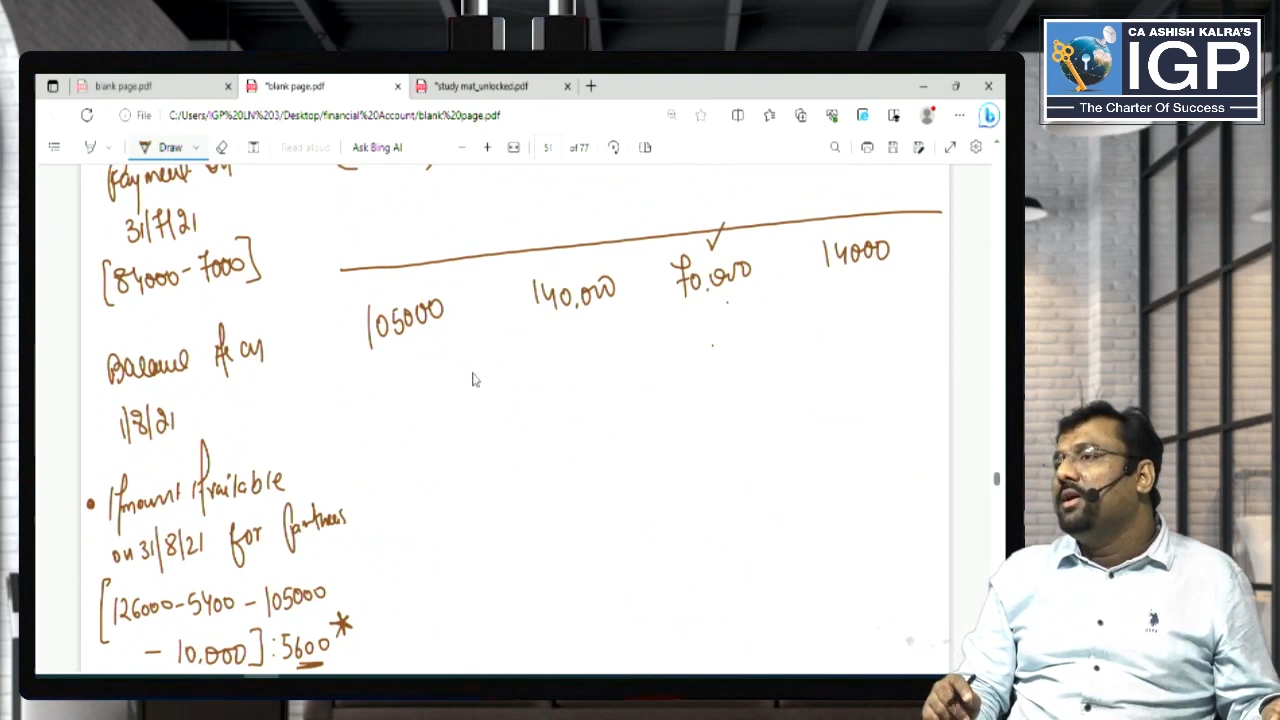 CA ASHISH KALRA'S
IGP
The Charter Of Success
blank page.pdf
*blank page.pdf
*study mat_unlocked.pdf
File
C:/Users/IGP%20LN%203/Desktop/financial%20Account/blank%20page.pdf
Draw
Read aloud
Ask Bing AI
51
of 77
Payment on
31/7/21
[84000-7000]
105000 140,000 70,000 14000
Balance c/f on
1/8/21
Amount Available
on 31/8/21 for Partners
[126000-5400-105000
-10,000]:5600*